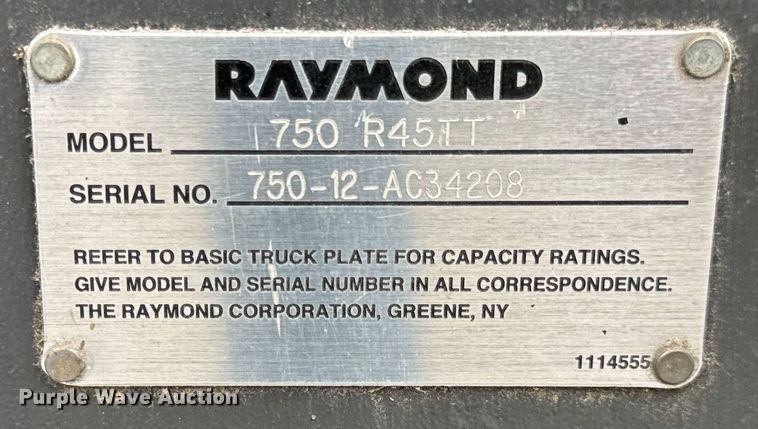 RAYMOND
MODEL 750 R45TT
SERIAL NO. 750-12-AC34208
REFER TO BASIC TRUCK PLATE FOR CAPACITY RATINGS.
GIVE MODEL AND SERIAL NUMBER IN ALL CORRESPONDENCE.
THE RAYMOND CORPORATION, GREENE, NY
1114555
Purple Wave Auction